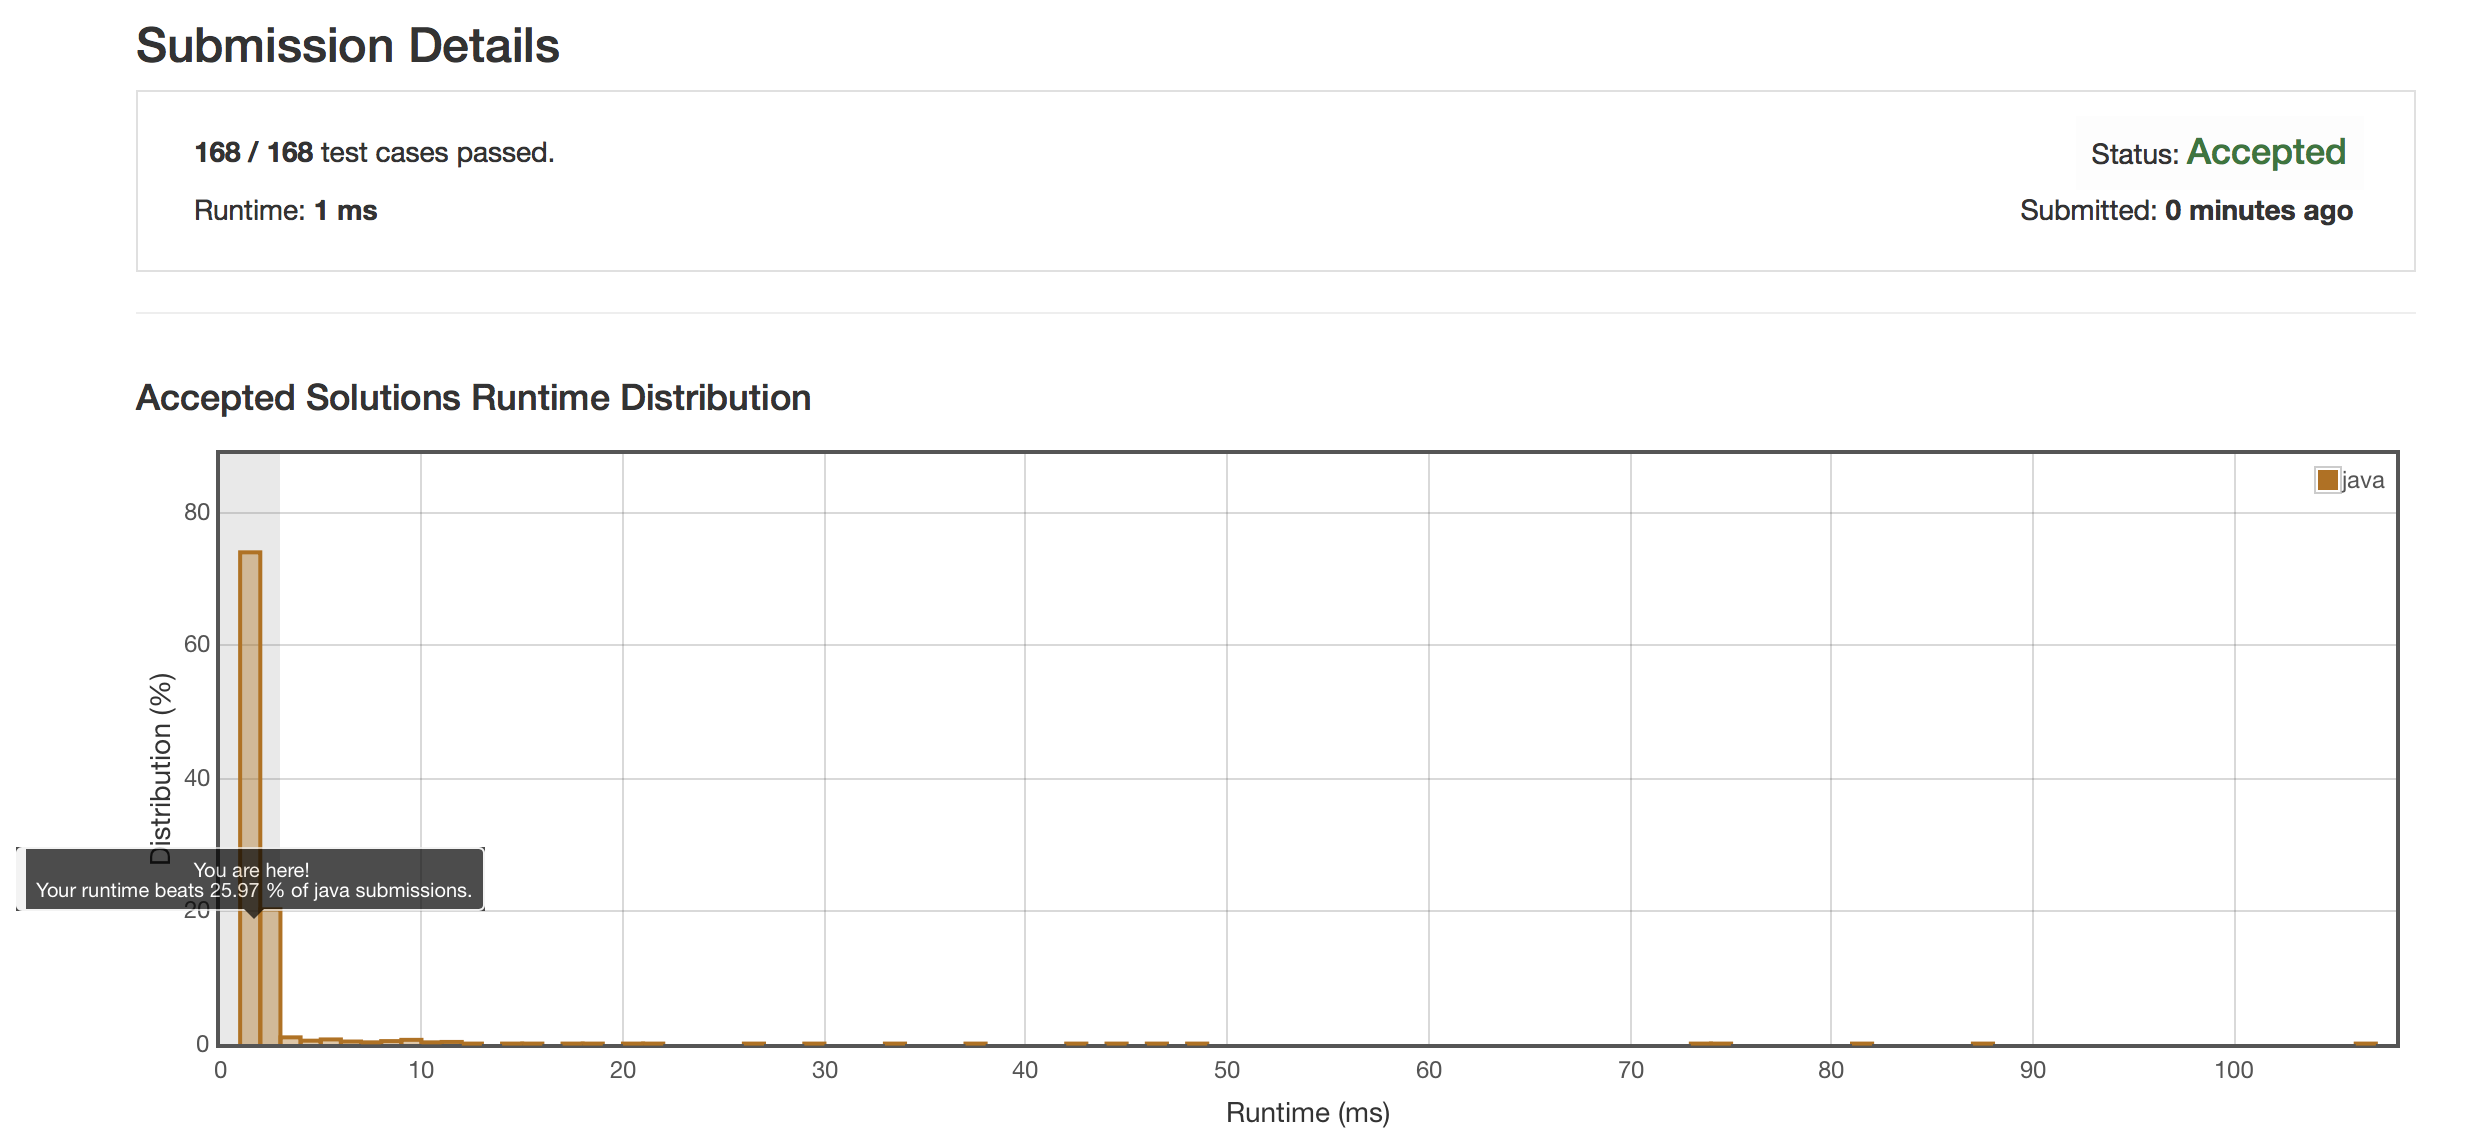 Submission Details
168 / 168 test cases passed.
Status: Accepted
Runtime: 1 ms
Submitted: 0 minutes ago
Accepted Solutions Runtime Distribution
java
Distribution (%)
80
60
40
20
0
You are here!
Your runtime beats 25.97 % of java submissions.
0 10 20 30 40 50 60 70 80 90 100
Runtime (ms)